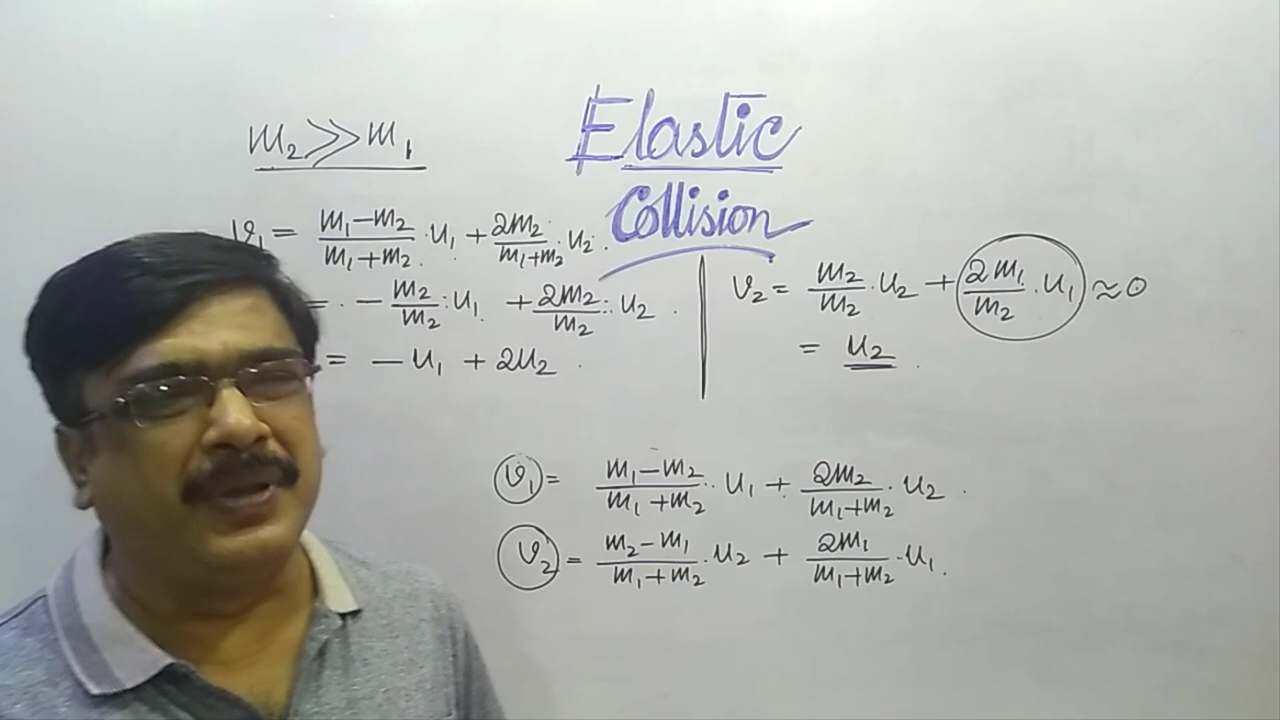 Elastic
Collision
m₂ >> m₁
v₁ = (m₁ – m₂)/(m₁ + m₂) · u₁ + 2m₂/(m₁ + m₂) · u₂
= – m₂/m₂ · u₁ + 2m₂/m₂ · u₂
= – u₁ + 2u₂
v₂ = m₂/m₂ · u₂ + 2m₁/m₂ · u₁ ≈ 0
= u₂
v₁ = (m₁ – m₂)/(m₁ + m₂) · u₁ + 2m₂/(m₁ + m₂) · u₂
v₂ = (m₂ – m₁)/(m₁ + m₂) · u₂ + 2m₁/(m₁ + m₂) · u₁